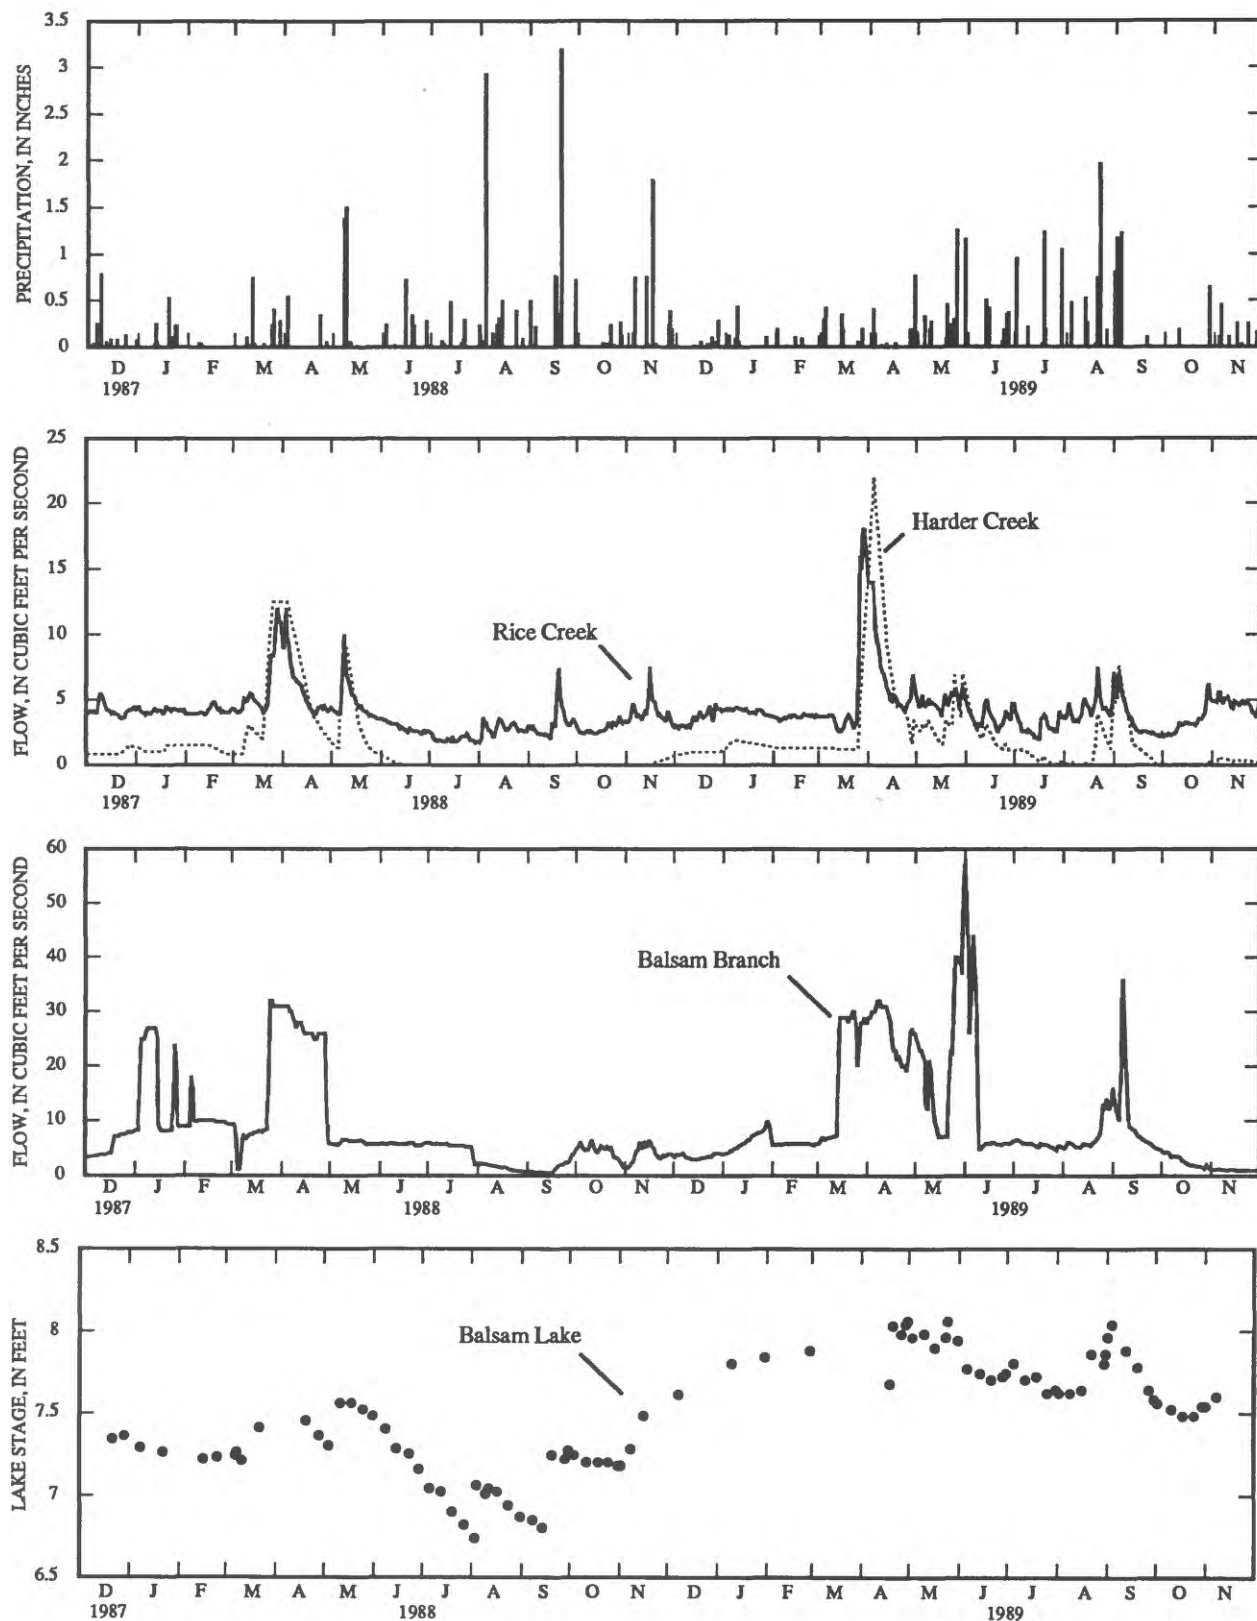 3.5
3
2.5
2
1.5
1
0.5
0
PRECIPITATION, IN INCHES
D J F M A M J J A S O N D J F M A M J J A S O N
1987 1988 1989
25
20
15
10
5
0
FLOW, IN CUBIC FEET PER SECOND
Harder Creek
Rice Creek
D J F M A M J J A S O N D J F M A M J J A S O N
1987 1988 1989
60
50
40
30
20
10
0
FLOW, IN CUBIC FEET PER SECOND
Balsam Branch
D J F M A M J J A S O N D J F M A M J J A S O N
1987 1988 1989
8.5
8
7.5
7
6.5
LAKE STAGE, IN FEET
Balsam Lake
D J F M A M J J A S O N D J F M A M J J A S O N
1987 1988 1989